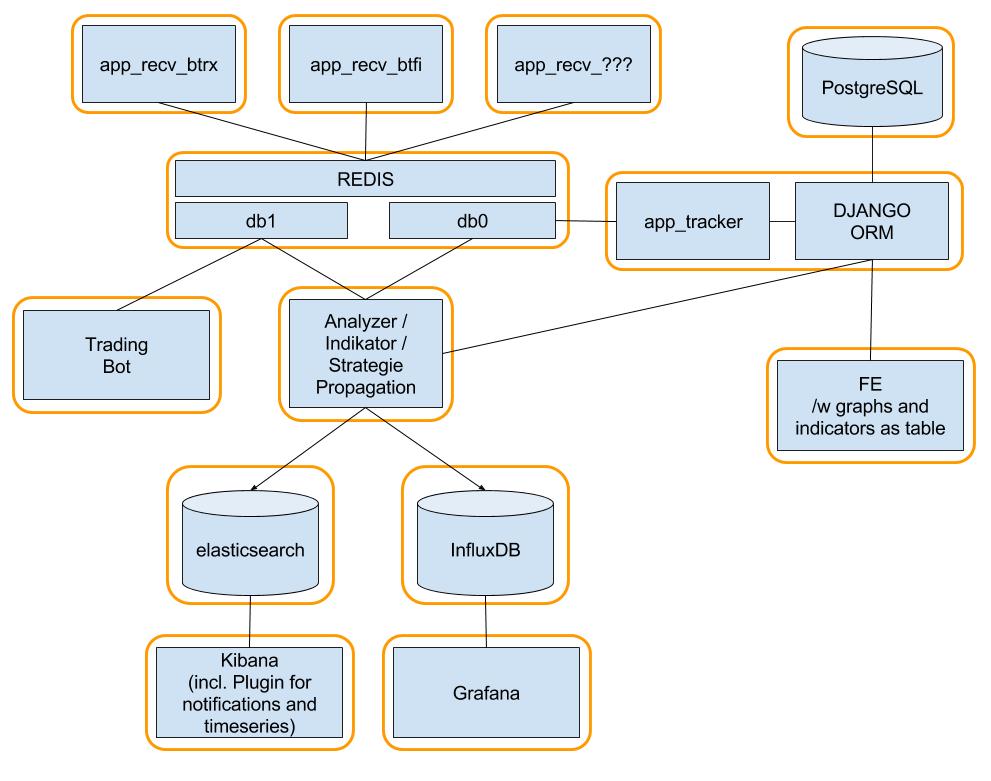 app_recv_btrx
app_recv_btfi
app_recv_???
PostgreSQL
REDIS
db1
db0
app_tracker
DJANGO
ORM
Trading
Bot
Analyzer /
Indikator /
Strategie
Propagation
FE
/w graphs and
indicators as table
elasticsearch
InfluxDB
Kibana
(incl. Plugin for
notifications and
timeseries)
Grafana